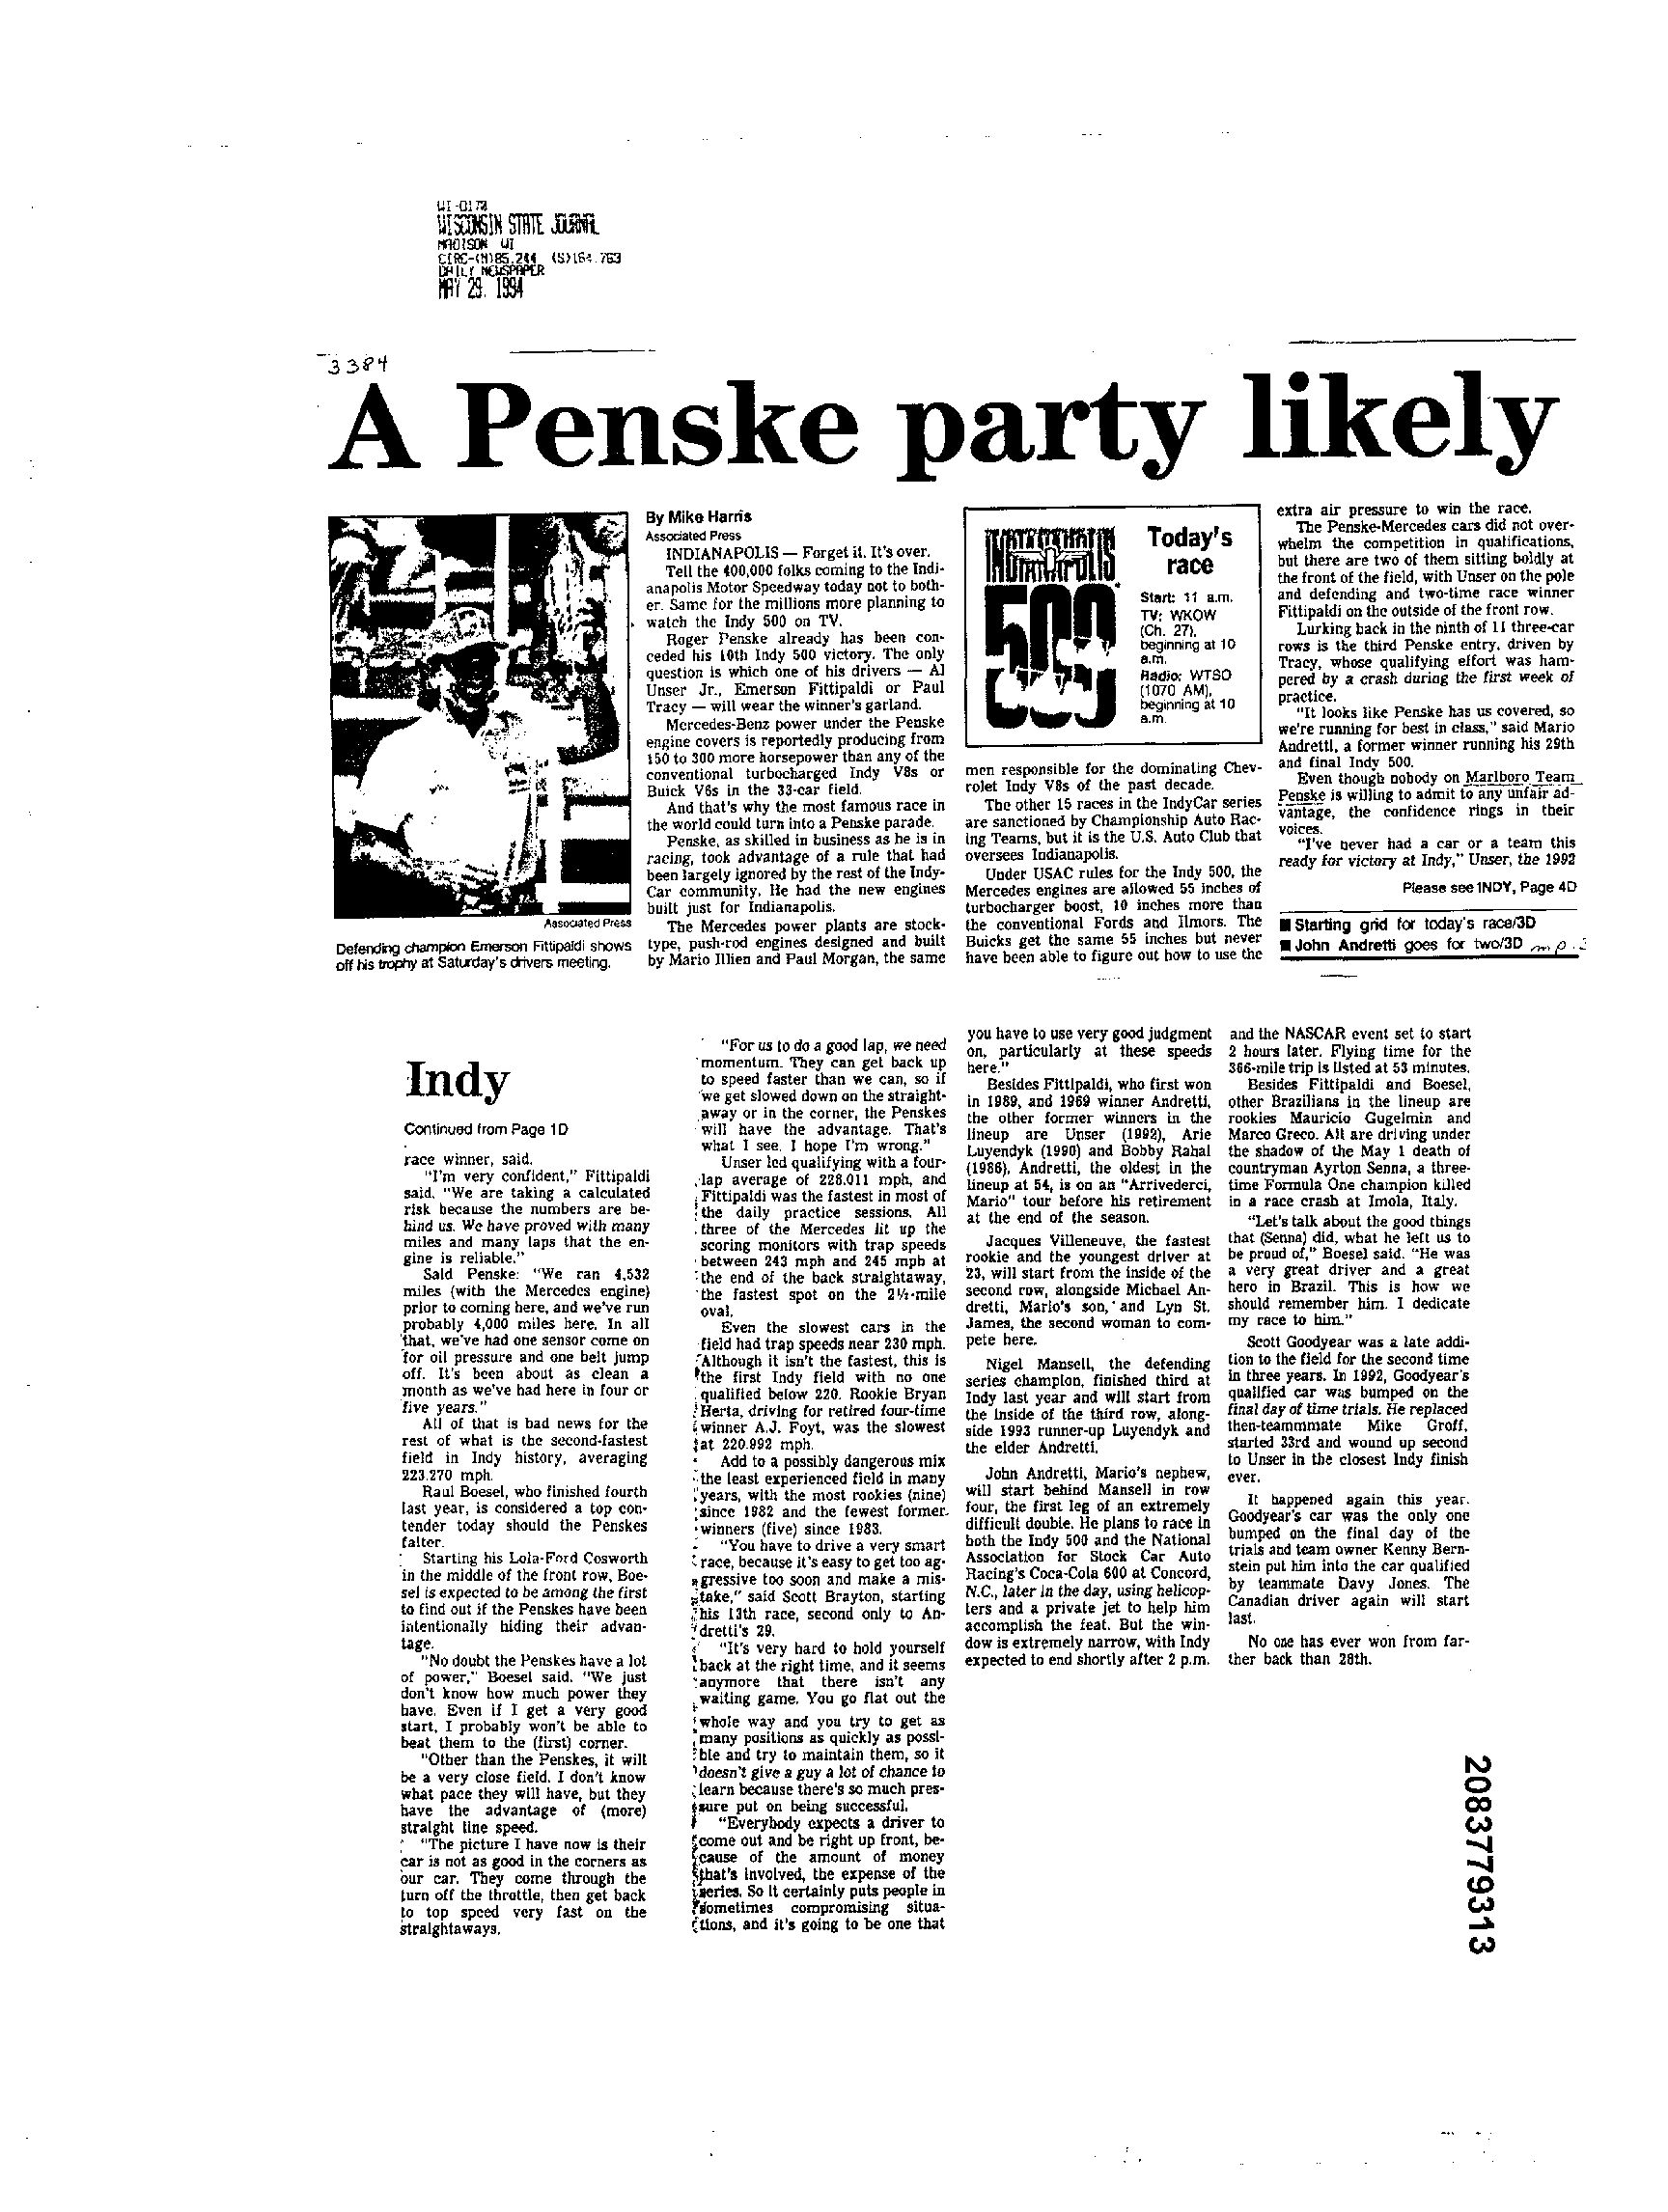 WI-0173
WISCONSIN STATE JOURNAL
MADISON WI
CIRC-(M)85,244 (S)164,763
DAILY NEWSPAPER
MAY 29, 1994
3384
A Penske party likely
Associated Press
Defending champion Emerson Fittipaldi shows
off his trophy at Saturday's drivers meeting.
By Mike Harris
Associated Press
INDIANAPOLIS — Forget it. It's over.
Tell the 400,000 folks coming to the Indi-
anapolis Motor Speedway today not to both-
er. Same for the millions more planning to
watch the Indy 500 on TV.
Roger Penske already has been con-
ceded his 10th Indy 500 victory. The only
question is which one of his drivers — Al
Unser Jr., Emerson Fittipaldi or Paul
Tracy — will wear the winner's garland.
Mercedes-Benz power under the Penske
engine covers is reportedly producing from
150 to 300 more horsepower than any of the
conventional turbocharged Indy V8s or
Buick V6s in the 33-car field.
And that's why the most famous race in
the world could turn into a Penske parade.
Penske, as skilled in business as he is in
racing, took advantage of a rule that had
been largely ignored by the rest of the Indy-
Car community. He had the new engines
built just for Indianapolis.
The Mercedes power plants are stock-
type, push-rod engines designed and built
by Mario Illien and Paul Morgan, the same
INDIANAPOLIS
500
Today's
race
Start: 11 a.m.
TV: WKOW
(Ch. 27),
beginning at 10
a.m.
Radio: WTSO
(1070 AM),
beginning at 10
a.m.
men responsible for the dominating Chev-
rolet Indy V8s of the past decade.
The other 15 races in the IndyCar series
are sanctioned by Championship Auto Rac-
ing Teams, but it is the U.S. Auto Club that
oversees Indianapolis.
Under USAC rules for the Indy 500, the
Mercedes engines are allowed 55 inches of
turbocharger boost, 10 inches more than
the conventional Fords and Ilmors. The
Buicks get the same 55 inches but never
have been able to figure out how to use the
extra air pressure to win the race.
The Penske-Mercedes cars did not over-
whelm the competition in qualifications,
but there are two of them sitting boldly at
the front of the field, with Unser on the pole
and defending and two-time race winner
Fittipaldi on the outside of the front row.
Lurking back in the ninth of 11 three-car
rows is the third Penske entry, driven by
Tracy, whose qualifying effort was ham-
pered by a crash during the first week of
practice.
"It looks like Penske has us covered, so
we're running for best in class," said Mario
Andretti, a former winner running his 29th
and final Indy 500.
Even though nobody on Marlboro Team
Penske is willing to admit to any unfair ad-
vantage, the confidence rings in their
voices.
"I've never had a car or a team this
ready for victory at Indy," Unser, the 1992
Please see INDY, Page 4D
■ Starting grid for today's race/3D
■ John Andretti goes for two/3D
Indy
Continued from Page 1D
race winner, said.
"I'm very confident," Fittipaldi
said. "We are taking a calculated
risk because the numbers are be-
hind us. We have proved with many
miles and many laps that the en-
gine is reliable."
Said Penske: "We ran 4,532
miles (with the Mercedes engine)
prior to coming here, and we've run
probably 4,000 miles here. In all
that, we've had one sensor come on
for oil pressure and one belt jump
off. It's been about as clean a
month as we've had here in four or
five years."
All of that is bad news for the
rest of what is the second-fastest
field in Indy history, averaging
223.270 mph.
Raul Boesel, who finished fourth
last year, is considered a top con-
tender today should the Penskes
falter.
Starting his Lola-Ford Cosworth
in the middle of the front row, Boe-
sel is expected to be among the first
to find out if the Penskes have been
intentionally hiding their advan-
tage.
"No doubt the Penskes have a lot
of power," Boesel said. "We just
don't know how much power they
have. Even if I get a very good
start, I probably won't be able to
beat them to the (first) corner.
"Other than the Penskes, it will
be a very close field. I don't know
what pace they will have, but they
have the advantage of (more)
straight line speed.
"The picture I have now is their
car is not as good in the corners as
our car. They come through the
turn off the throttle, then get back
to top speed very fast on the
straightaways.
"For us to do a good lap, we need
momentum. They can get back up
to speed faster than we can, so if
we get slowed down on the straight-
away or in the corner, the Penskes
will have the advantage. That's
what I see. I hope I'm wrong."
Unser led qualifying with a four-
lap average of 228.011 mph, and
Fittipaldi was the fastest in most of
the daily practice sessions. All
three of the Mercedes lit up the
scoring monitors with trap speeds
between 243 mph and 245 mph at
the end of the back straightaway,
the fastest spot on the 2½-mile
oval.
Even the slowest cars in the
field had trap speeds near 230 mph.
Although it isn't the fastest, this is
the first Indy field with no one
qualified below 220. Rookie Bryan
Herta, driving for retired four-time
winner A.J. Foyt, was the slowest
at 220.992 mph.
Add to a possibly dangerous mix
the least experienced field in many
years, with the most rookies (nine)
since 1982 and the fewest former
winners (five) since 1983.
"You have to drive a very smart
race, because it's easy to get too ag-
gressive too soon and make a mis-
take," said Scott Brayton, starting
his 13th race, second only to An-
dretti's 29.
"It's very hard to hold yourself
back at the right time, and it seems
anymore that there isn't any
waiting game. You go flat out the
whole way and you try to get as
many positions as quickly as possi-
ble and try to maintain them, so it
doesn't give a guy a lot of chance to
learn because there's so much pres-
sure put on being successful.
"Everybody expects a driver to
come out and be right up front, be-
cause of the amount of money
that's involved, the expense of the
series. So it certainly puts people in
sometimes compromising situa-
tions, and it's going to be one that
you have to use very good judgment
on, particularly at these speeds
here."
Besides Fittipaldi, who first won
in 1989, and 1969 winner Andretti,
the other former winners in the
lineup are Unser (1992), Arie
Luyendyk (1990) and Bobby Rahal
(1986). Andretti, the oldest in the
lineup at 54, is on an "Arrivederci,
Mario" tour before his retirement
at the end of the season.
Jacques Villeneuve, the fastest
rookie and the youngest driver at
23, will start from the inside of the
second row, alongside Michael An-
dretti, Mario's son, and Lyn St.
James, the second woman to com-
pete here.
Nigel Mansell, the defending
series champion, finished third at
Indy last year and will start from
the inside of the third row, along-
side 1993 runner-up Luyendyk and
the elder Andretti.
John Andretti, Mario's nephew,
will start behind Mansell in row
four, the first leg of an extremely
difficult double. He plans to race in
both the Indy 500 and the National
Association for Stock Car Auto
Racing's Coca-Cola 600 at Concord,
N.C., later in the day, using helicop-
ters and a private jet to help him
accomplish the feat. But the win-
dow is extremely narrow, with Indy
expected to end shortly after 2 p.m.
and the NASCAR event set to start
2 hours later. Flying time for the
366-mile trip is listed at 53 minutes.
Besides Fittipaldi and Boesel,
other Brazilians in the lineup are
rookies Mauricio Gugelmin and
Marco Greco. All are driving under
the shadow of the May 1 death of
countryman Ayrton Senna, a three-
time Formula One champion killed
in a race crash at Imola, Italy.
"Let's talk about the good things
that (Senna) did, what he left us to
be proud of," Boesel said. "He was
a very great driver and a great
hero in Brazil. This is how we
should remember him. I dedicate
my race to him."
Scott Goodyear was a late addi-
tion to the field for the second time
in three years. In 1992, Goodyear's
qualified car was bumped on the
final day of time trials. He replaced
then-teammmate Mike Groff,
started 33rd and wound up second
to Unser in the closest Indy finish
ever.
It happened again this year.
Goodyear's car was the only one
bumped on the final day of the
trials and team owner Kenny Bern-
stein put him into the car qualified
by teammate Davy Jones. The
Canadian driver again will start
last.
No one has ever won from far-
ther back than 28th.
2083779313